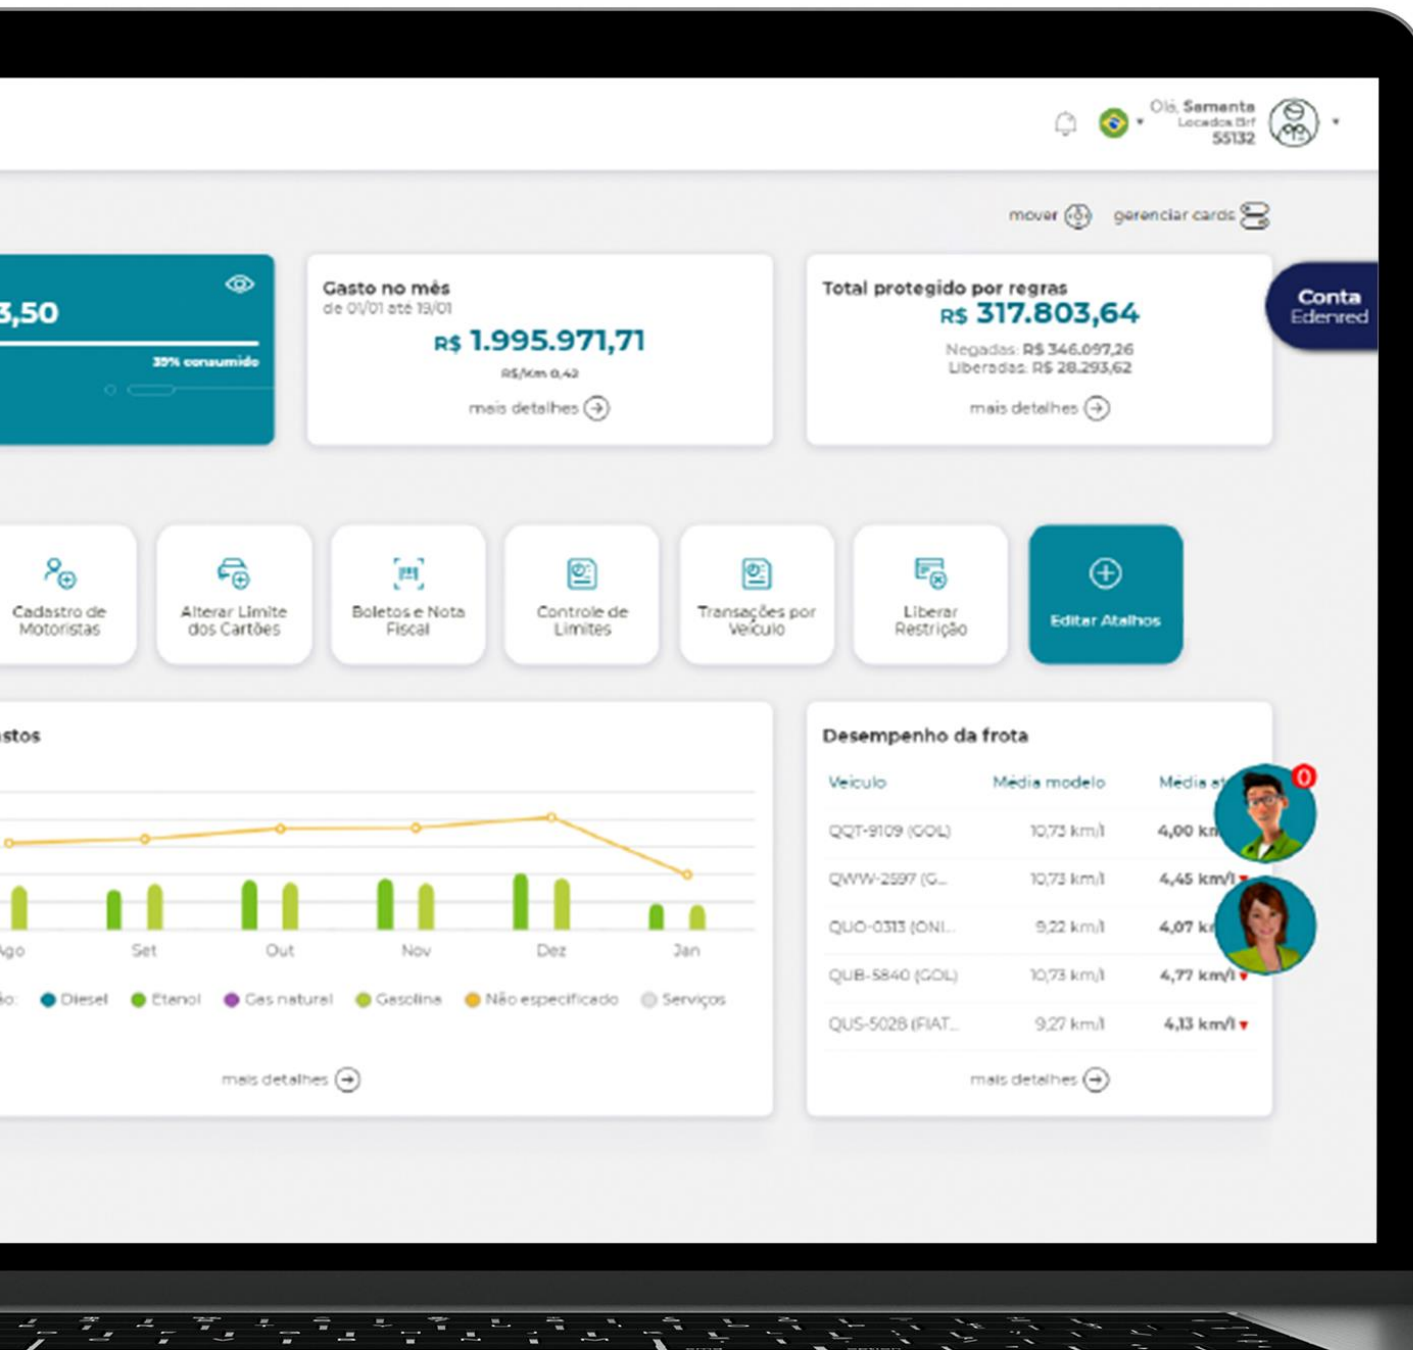 Olá, Samanta
Locados Brf
55132
mover
gerenciar cards
3,50
39% consumido
Gasto no mês
de 01/01 até 19/01
R$ 1.995.971,71
R$/Km 0,42
mais detalhes
Total protegido por regras
R$ 317.803,64
Negadas: R$ 346.097,26
Liberadas: R$ 28.293,62
mais detalhes
Conta
Edenred
Cadastro de
Motoristas
Alterar Limite
dos Cartões
Boletos e Nota
Fiscal
Controle de
Limites
Transações por
Veículo
Liberar
Restrição
Editar Atalhos
astos
Ago Set Out Nov Dez Jan
ão: Diesel Etanol Gas natural Gasolina Não especificado Serviços
mais detalhes
Desempenho da frota
Veículo Média modelo Média at
QQT-9109 (GOL) 10,73 km/l 4,00 km
QWW-2597 (G... 10,73 km/l 4,45 km/l
QUO-0313 (ONI... 9,22 km/l 4,07 k
QUB-5840 (GOL) 10,73 km/l 4,77 km/l
QUS-5028 (FIAT... 9,27 km/l 4,13 km/l
mais detalhes
0